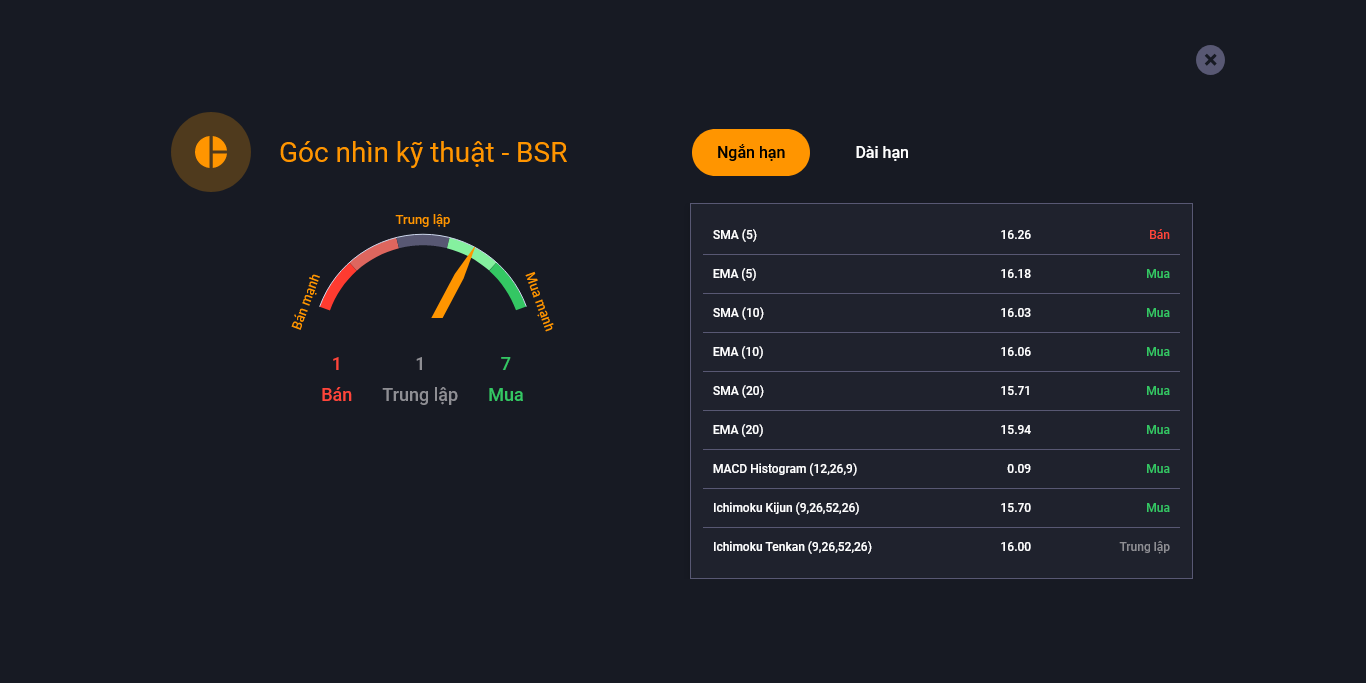 Góc nhìn kỹ thuật - BSR
Trung lập
Bán mạnh
Mua mạnh
1 1 7
Bán Trung lập Mua
Ngắn hạn Dài hạn
SMA (5) 16.26 Bán
EMA (5) 16.18 Mua
SMA (10) 16.03 Mua
EMA (10) 16.06 Mua
SMA (20) 15.71 Mua
EMA (20) 15.94 Mua
MACD Histogram (12,26,9) 0.09 Mua
Ichimoku Kijun (9,26,52,26) 15.70 Mua
Ichimoku Tenkan (9,26,52,26) 16.00 Trung lập